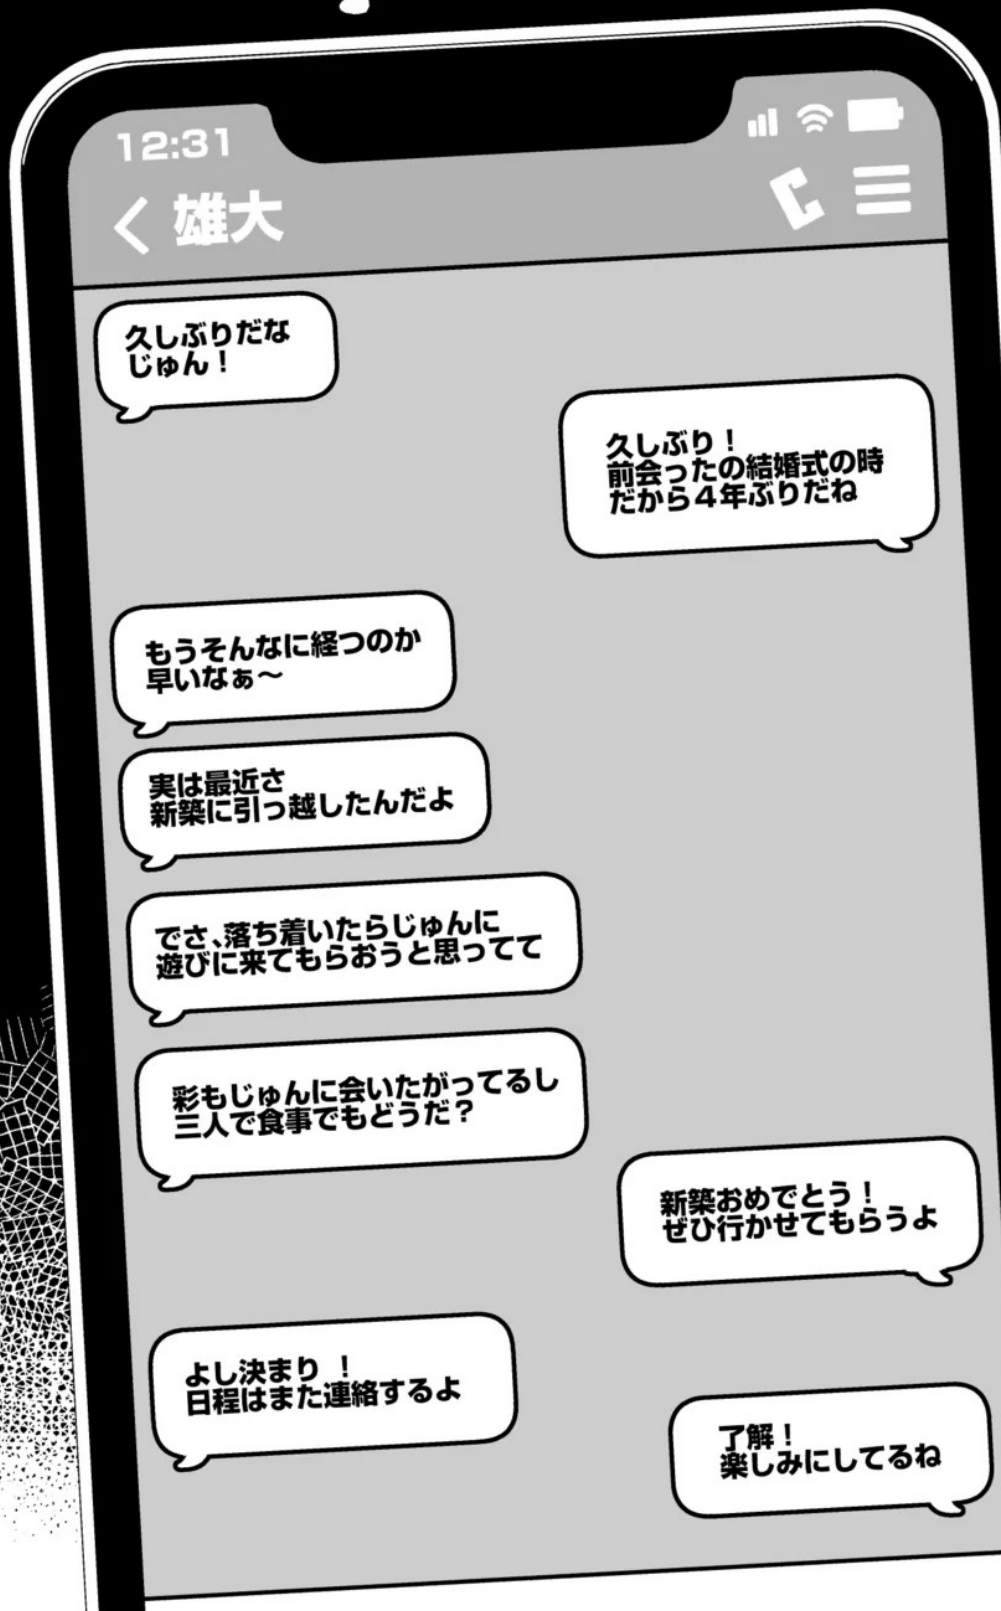 12:31
雄大
久しぶりだな
じゅん！
久しぶり！
前会ったの結婚式の時
だから４年ぶりだね
もうそんなに経つのか
早いなぁ～
実は最近さ
新築に引っ越したんだよ
でさ、落ち着いたらじゅんに
遊びに来てもらおうと思ってて
彩もじゅんに会いたがってるし
三人で食事でもどうだ？
新築おめでとう！
ぜひ行かせてもらうよ
よし決まり！
日程はまた連絡するよ
了解！
楽しみにしてるね